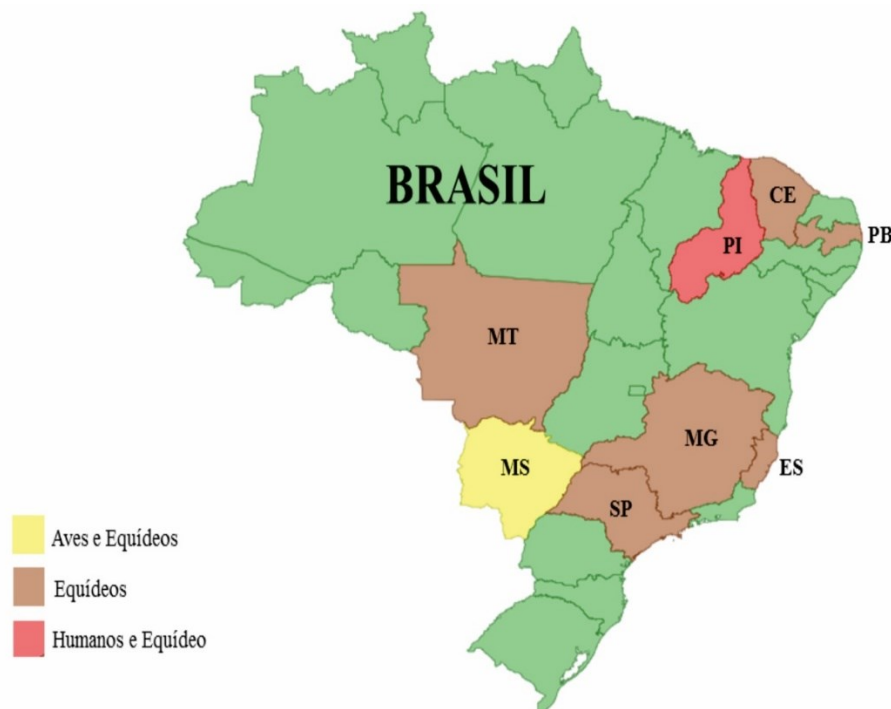 BRASIL
CE
PB
PI
MT
MG
MS
ES
SP
Aves e Equídeos
Equídeos
Humanos e Equídeo